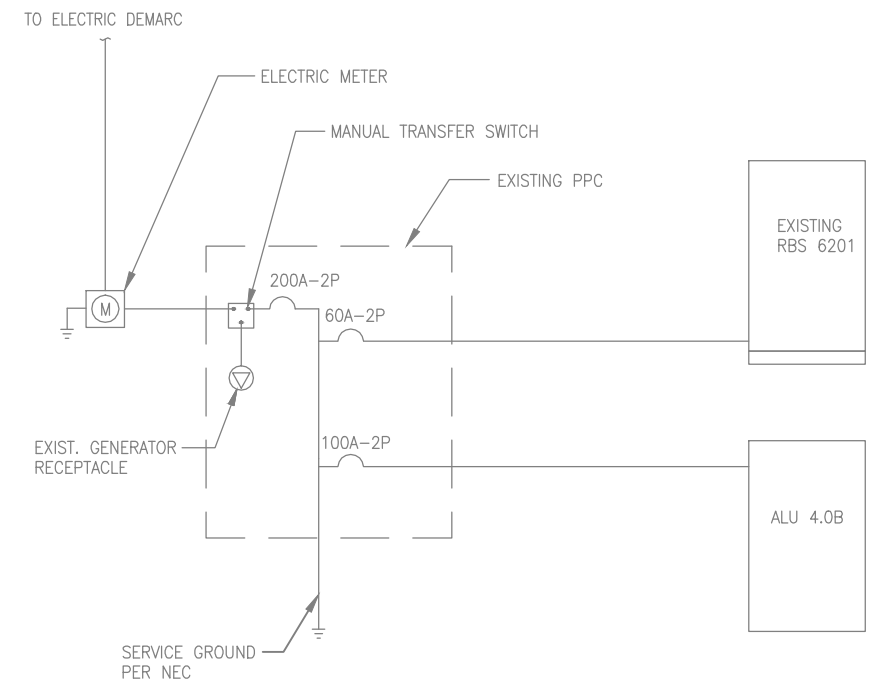 TO ELECTRIC DEMARC
ELECTRIC METER
MANUAL TRANSFER SWITCH
EXISTING PPC
EXISTING
RBS 6201
200A-2P
M
60A-2P
EXIST. GENERATOR
RECEPTACLE
100A-2P
ALU 4.0B
SERVICE GROUND
PER NEC